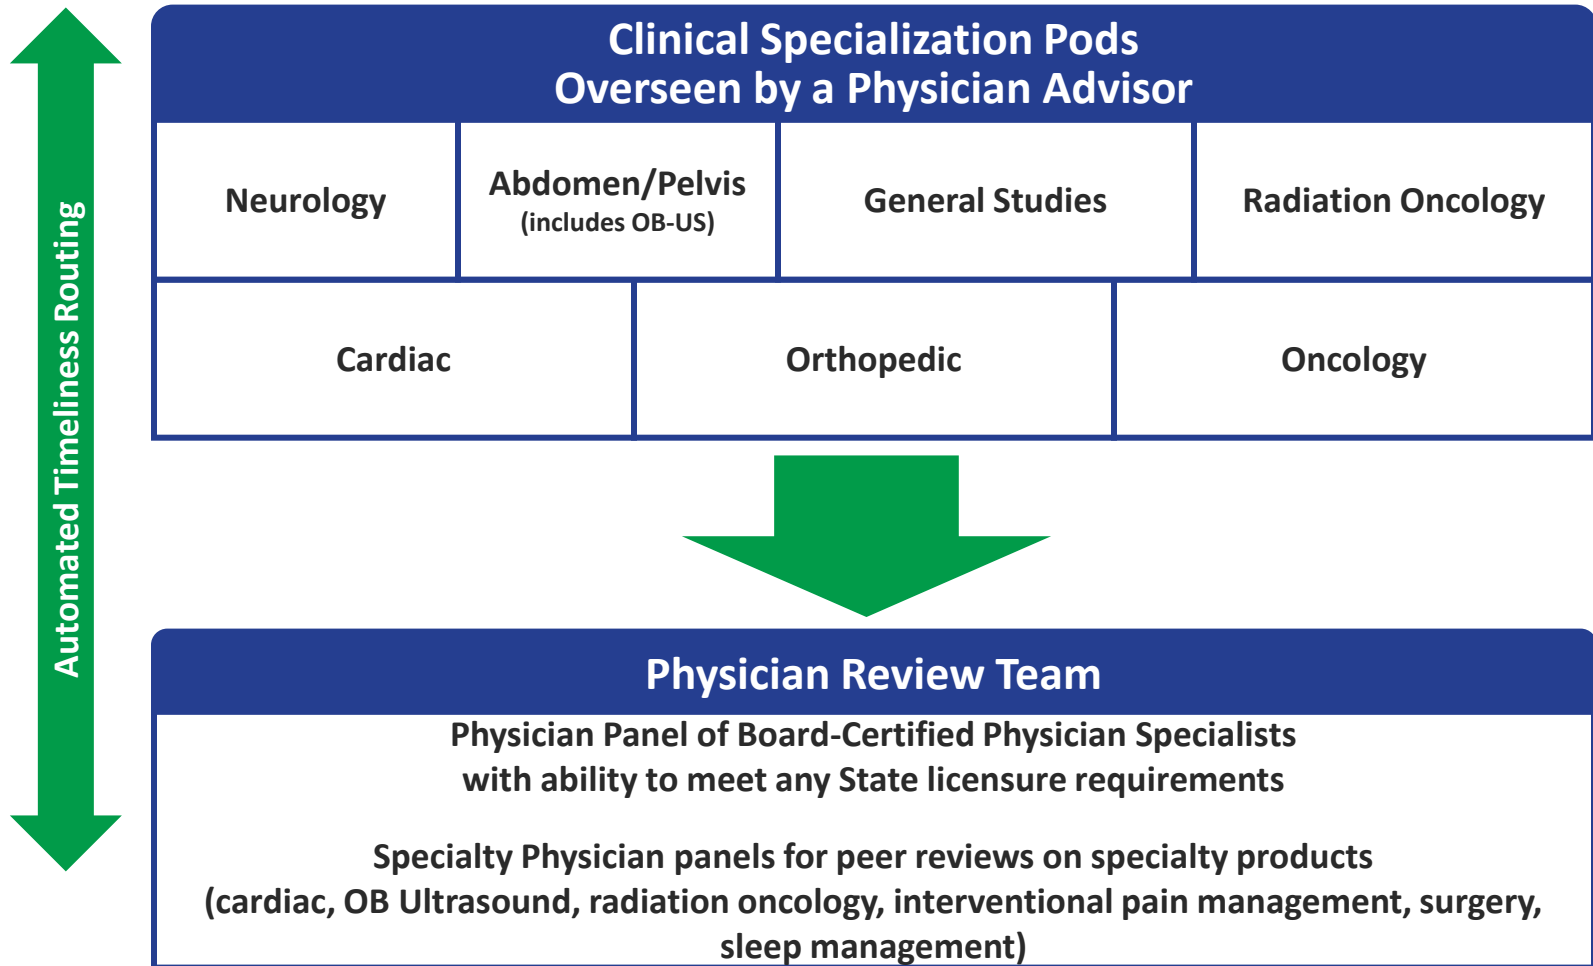 Automated Timeliness Routing
Clinical Specialization Pods
Overseen by a Physician Advisor
Neurology
Abdomen/Pelvis
(includes OB-US)
General Studies
Radiation Oncology
Cardiac
Orthopedic
Oncology
Physician Review Team
Physician Panel of Board-Certified Physician Specialists
with ability to meet any State licensure requirements
Specialty Physician panels for peer reviews on specialty products
(cardiac, OB Ultrasound, radiation oncology, interventional pain management, surgery,
sleep management)